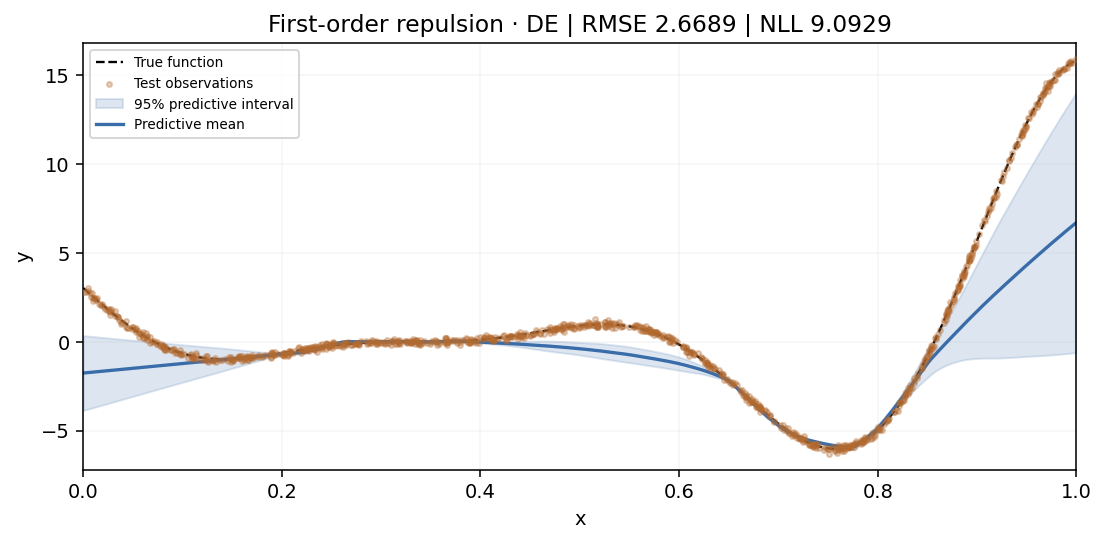 First-order repulsion · DE | RMSE 2.6689 | NLL 9.0929
True function
Test observations
95% predictive interval
Predictive mean
y
15
10
5
0
−5
0.0 0.2 0.4 0.6 0.8 1.0
x